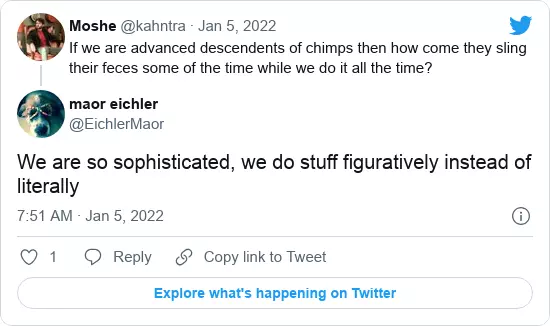 Moshe @kahntra · Jan 5, 2022
If we are advanced descendents of chimps then how come they sling
their feces some of the time while we do it all the time?
maor eichler
@EichlerMaor
We are so sophisticated, we do stuff figuratively instead of
literally
7:51 AM · Jan 5, 2022
1 Reply Copy link to Tweet
Explore what's happening on Twitter